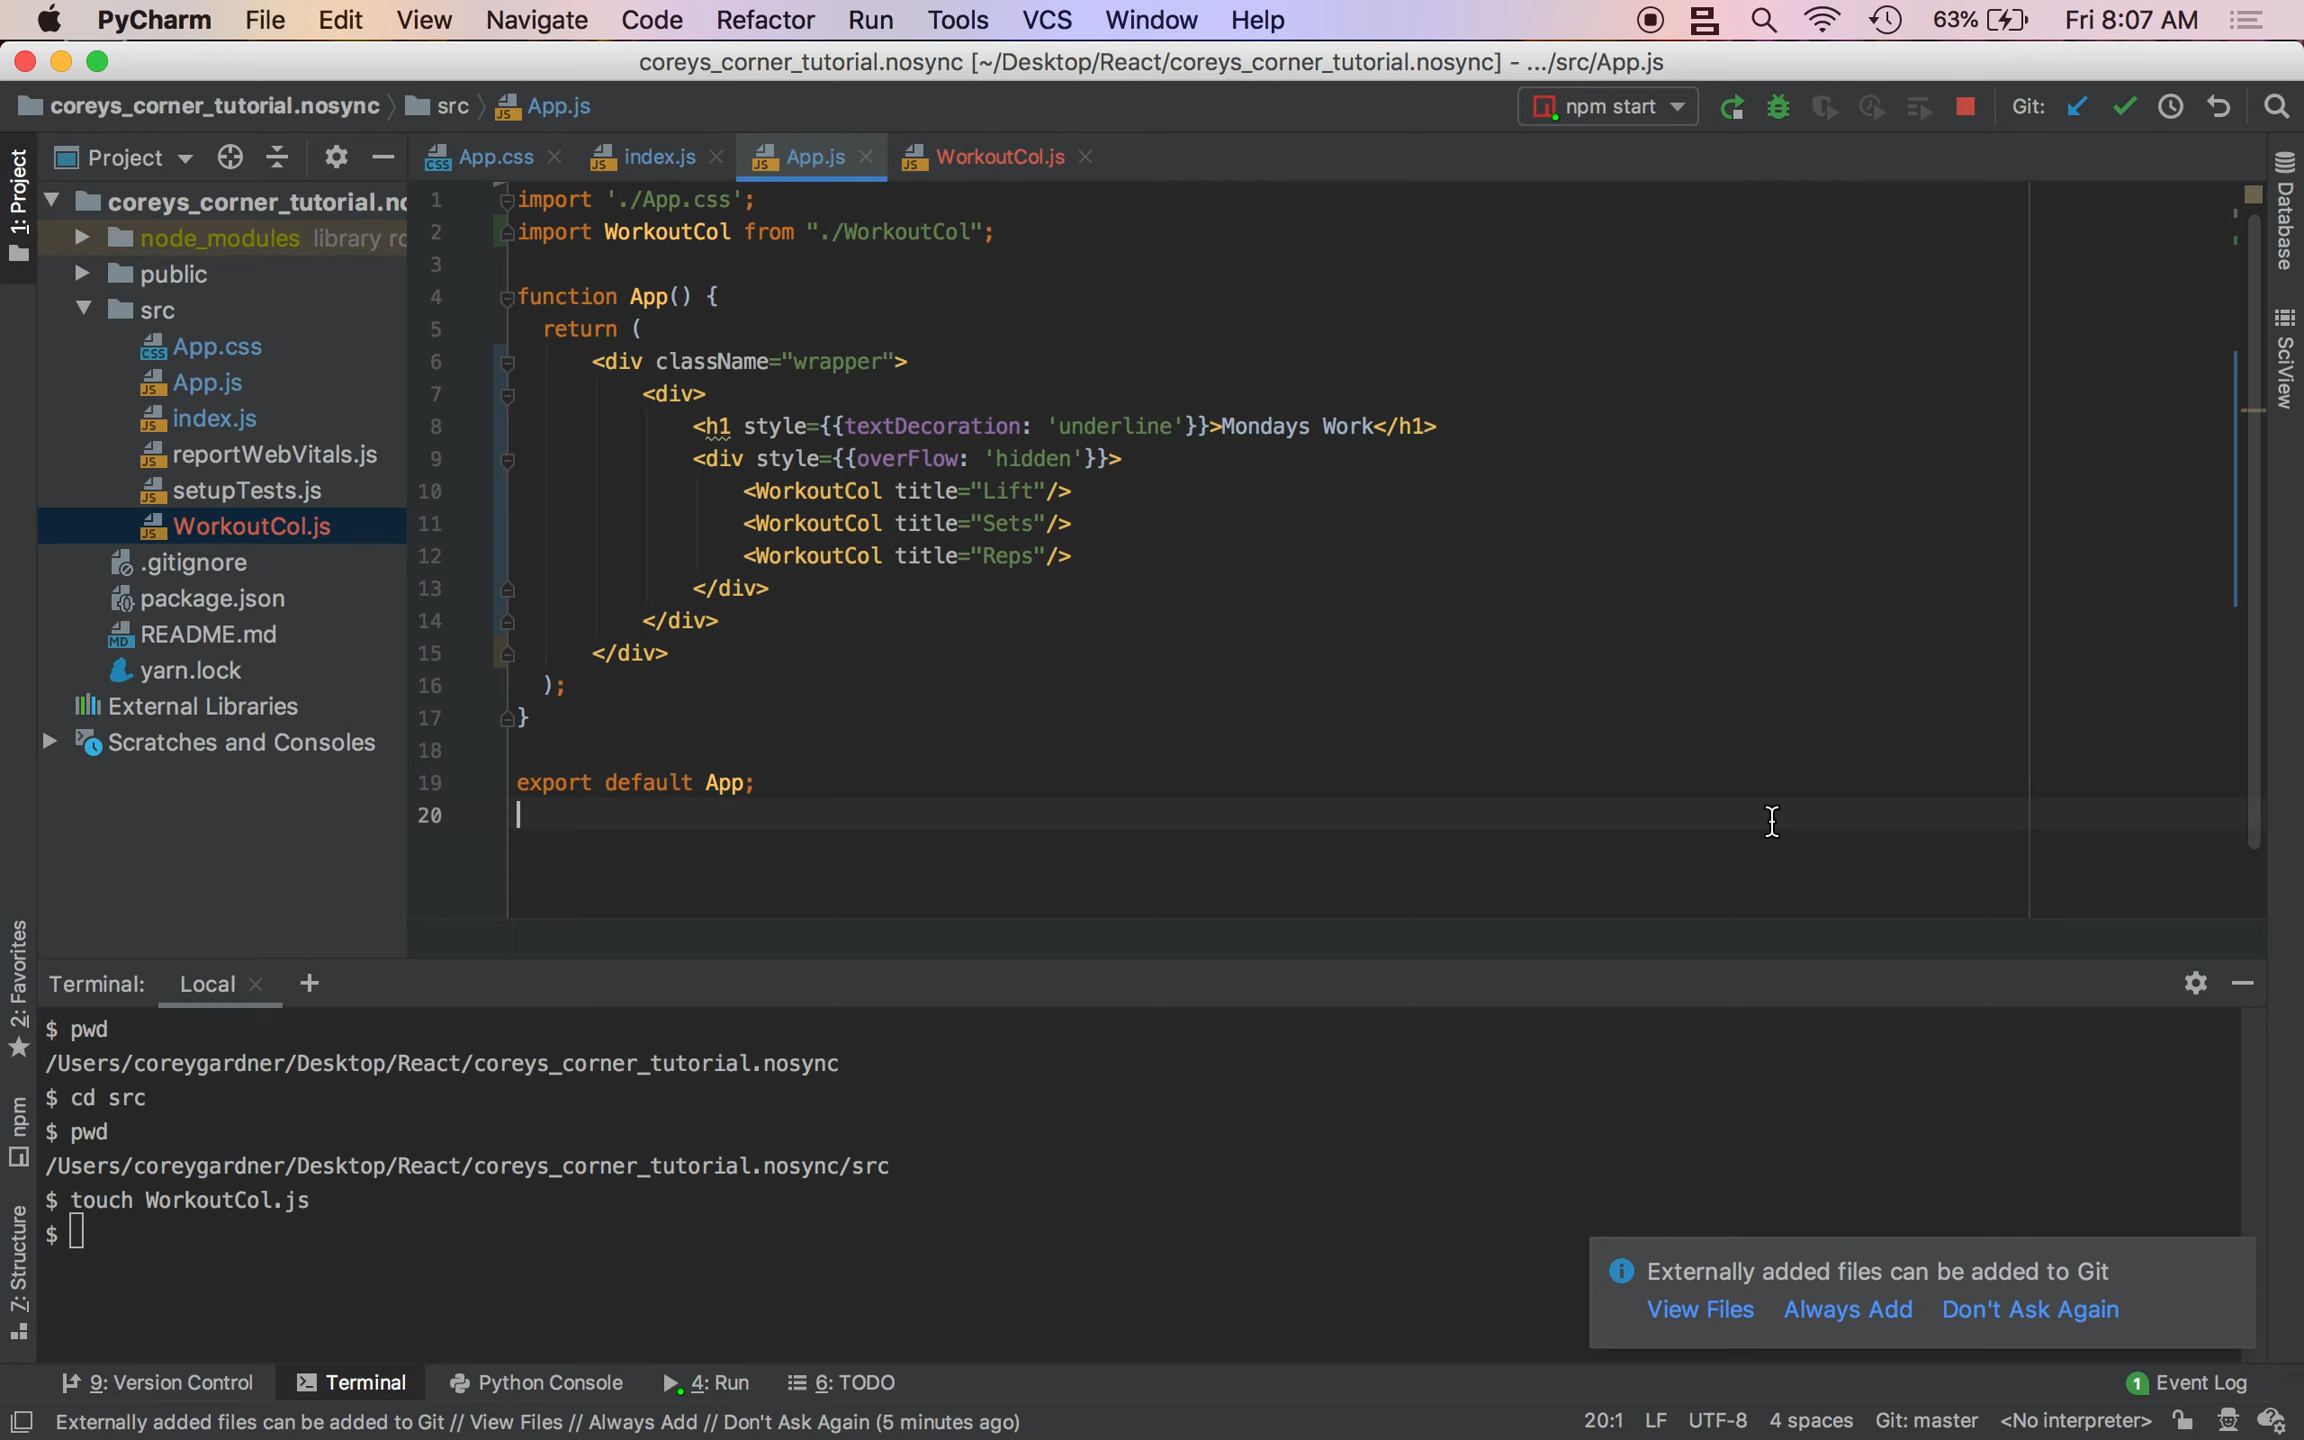 PyCharm File Edit View Navigate Code Refactor Run Tools VCS Window Help 63% Fri 8:07 AM
coreys_corner_tutorial.nosync [~/Desktop/React/coreys_corner_tutorial.nosync] - .../src/App.js
coreys_corner_tutorial.nosync src App.js npm start Git:
1: Project
Project
App.css index.js App.js WorkoutCol.js
coreys_corner_tutorial.no
node_modules library ro
public
src
App.css
App.js
index.js
reportWebVitals.js
setupTests.js
WorkoutCol.js
.gitignore
package.json
README.md
yarn.lock
External Libraries
Scratches and Consoles
1 import './App.css';
2 import WorkoutCol from "./WorkoutCol";
3
4 function App() {
5 return (
6 <div className="wrapper">
7 <div>
8 <h1 style={{textDecoration: 'underline'}}>Mondays Work</h1>
9 <div style={{overFlow: 'hidden'}}>
10 <WorkoutCol title="Lift"/>
11 <WorkoutCol title="Sets"/>
12 <WorkoutCol title="Reps"/>
13 </div>
14 </div>
15 </div>
16 );
17 }
18
19 export default App;
20
Database
SciView
2: Favorites
npm
7: Structure
Terminal: Local +
$ pwd
/Users/coreygardner/Desktop/React/coreys_corner_tutorial.nosync
$ cd src
$ pwd
/Users/coreygardner/Desktop/React/coreys_corner_tutorial.nosync/src
$ touch WorkoutCol.js
$
Externally added files can be added to Git
View Files Always Add Don't Ask Again
9: Version Control Terminal Python Console 4: Run 6: TODO 1 Event Log
Externally added files can be added to Git // View Files // Always Add // Don't Ask Again (5 minutes ago) 20:1 LF UTF-8 4 spaces Git: master <No interpreter>